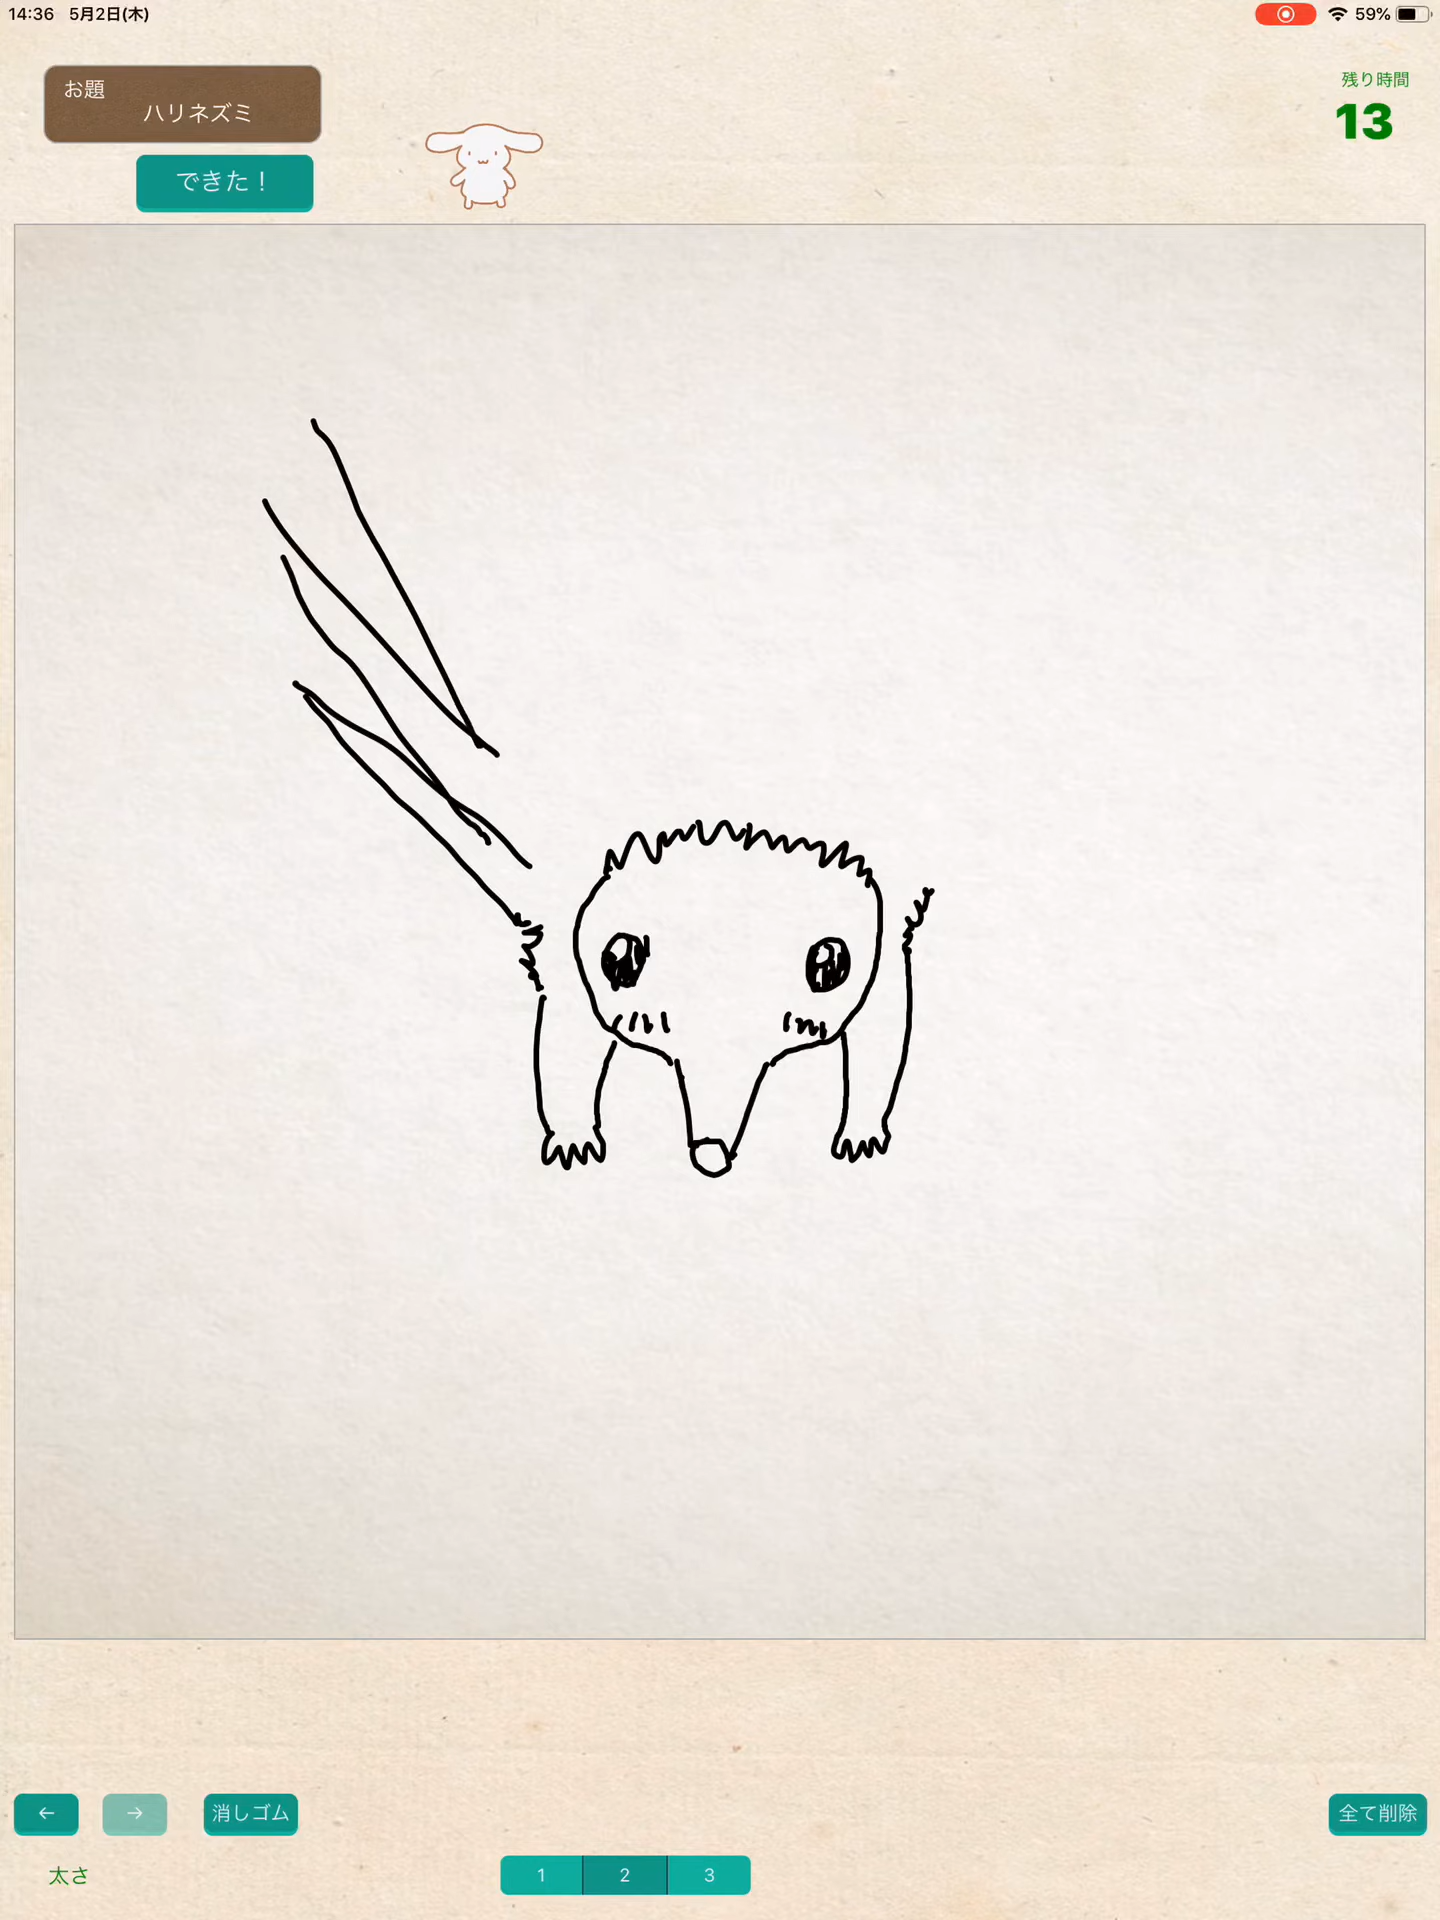 14:36 5月2日(木)
59%
お題
ハリネズミ
残り時間
13
できた！
← → 消しゴム 全て削除
太さ 1 2 3